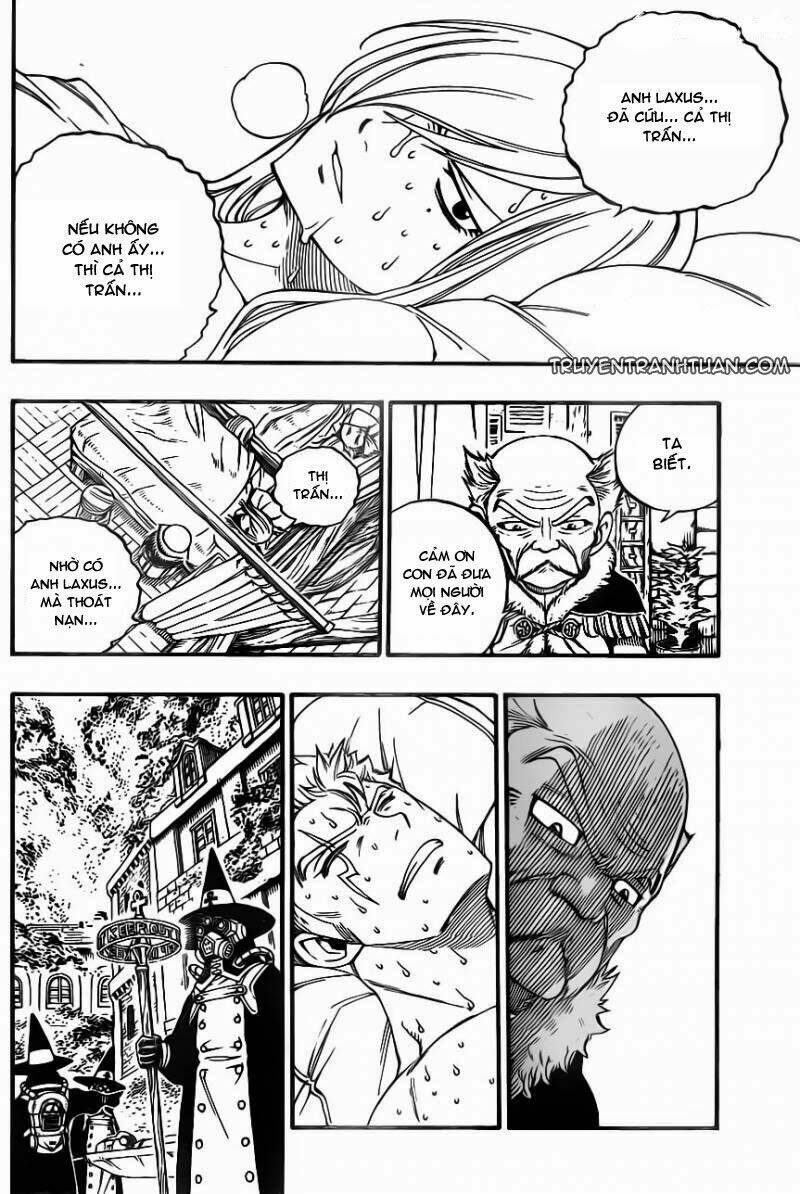 ANH LAXUS...
ĐÃ CỨU... CẢ THỊ
TRẤN...
NẾU KHÔNG
CÓ ANH ẤY...
THÌ CẢ THỊ
TRẤN...
TRUYENTRANHTUAN.COM
THỊ
TRẤN...
NHỜ CÓ
ANH LAXUS...
MÀ THOÁT
NẠN...
TA
BIẾT.
CẢM ƠN
CON ĐÃ ĐƯA
MỌI NGƯỜI
VỀ ĐÂY.
KEEP OUT